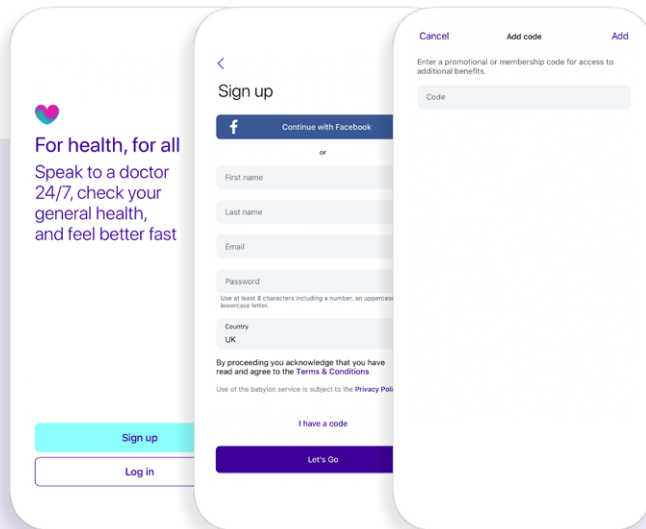 For health, for all
Speak to a doctor
24/7, check your
general health,
and feel better fast
Sign up
Log in
Sign up
f
Continue with Facebook
or
First name
Last name
Email
Password
Use at least 8 characters including a number, an uppercase
lowercase letter.
Country
UK
By proceeding you acknowledge that you have
read and agree to the Terms & Conditions
Use of the babylon service is subject to the Privacy Poli
I have a code
Let's Go
Cancel
Add code
Add
Enter a promotional or membership code for access to
additional benefits.
Code